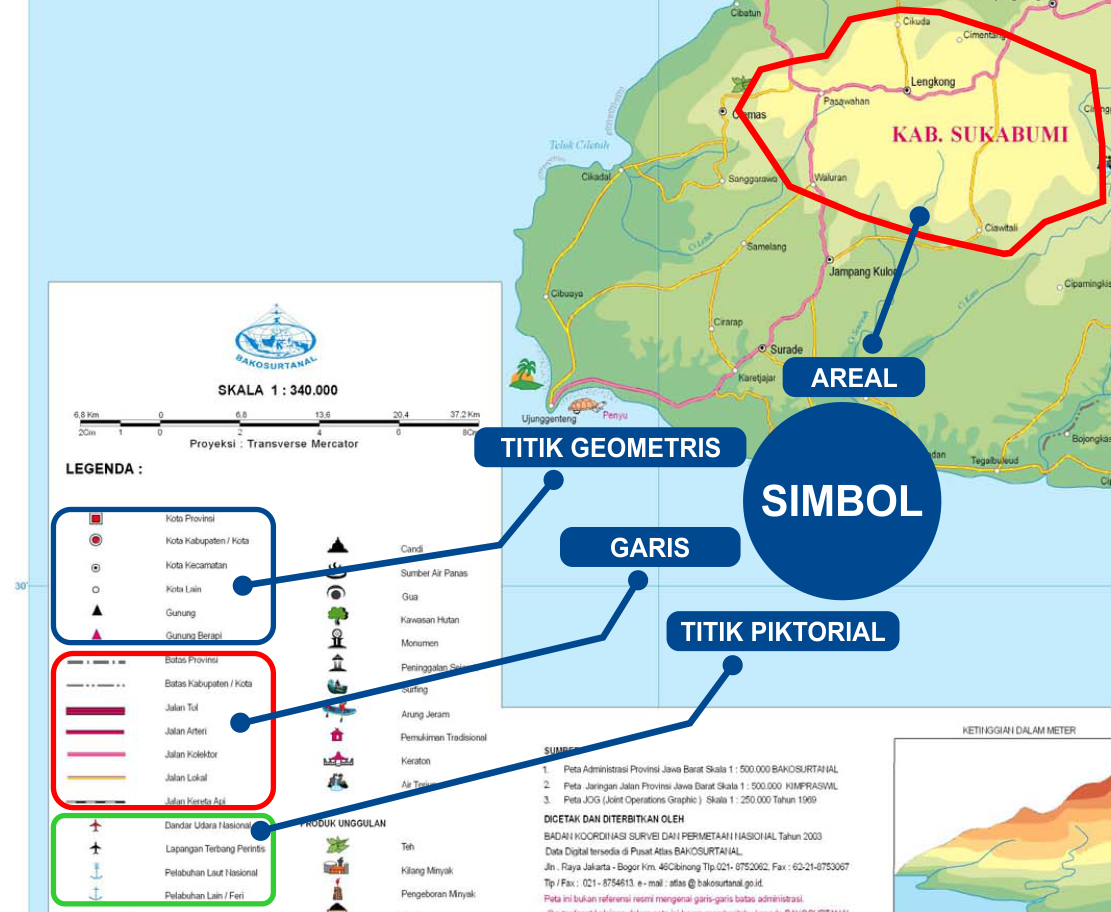 Cibatun
Cikuda
Cimentang
Lengkong
Pasawahan
Ciemas
KAB. SUKABUMI
Teluk Ciletuh
Cikadal
Sanggarawa
Waluran
Ciawitali
Samelang
Jampang Kulon
Cibuaya
Cipamingkis
Cirarap
Surade
Karetjajar
Ujunggenteng
Penyu
Tegalbuleud
Bojongkas
AREAL
TITIK GEOMETRIS
SIMBOL
GARIS
TITIK PIKTORIAL
30'
BAKOSURTANAL
SKALA 1 : 340.000
6,8 Km 0 6,8 13,6 20,4 37.2 Km
2Cm 1 0 2 4 6 8Cm
Proyeksi : Transverse Mercator
LEGENDA :
Kota Provinsi
Kota Kabupaten / Kota
Kota Kecamatan
Kota Lain
Gunung
Gunung Berapi
Batas Provinsi
Batas Kabupaten / Kota
Jalan Tol
Jalan Arteri
Jalan Kolektor
Jalan Lokal
Jalan Kereta Api
Bandar Udara Nasional
Lapangan Terbang Perintis
Pelabuhan Laut Nasional
Pelabuhan Lain / Feri
Candi
Sumber Air Panas
Gua
Kawasan Hutan
Monumen
Peninggalan
Surfing
Arung Jeram
Pemukiman Tradisional
Keraton
Air Terjun
PRODUK UNGGULAN
Teh
Kilang Minyak
Pengeboran Minyak
SUMBER
1. Peta Administrasi Provinsi Jawa Barat Skala 1 : 500.000 BAKOSURTANAL
2. Peta Jaringan Jalan Provinsi Jawa Barat Skala 1 : 500.000 KIMPRASWIL
3. Peta JOG (Joint Operations Graphic ) Skala 1 : 250.000 Tahun 1969
DICETAK DAN DITERBITKAN OLEH
BADAN KOORDINASI SURVEI DAN PEMETAAN NASIONAL Tahun 2003
Data Digital tersedia di Pusat Atlas BAKOSURTANAL,
Jln . Raya Jakarta - Bogor Km. 46Cibinong Tlp.021- 8752062, Fax : 62-21-8753067
Tlp / Fax : 021 - 8754613. e - mail : atlas @ bakosurtanal.go.id.
Peta ini bukan referensi resmi mengenai garis-garis batas administrasi.
KETINGGIAN DALAM METER